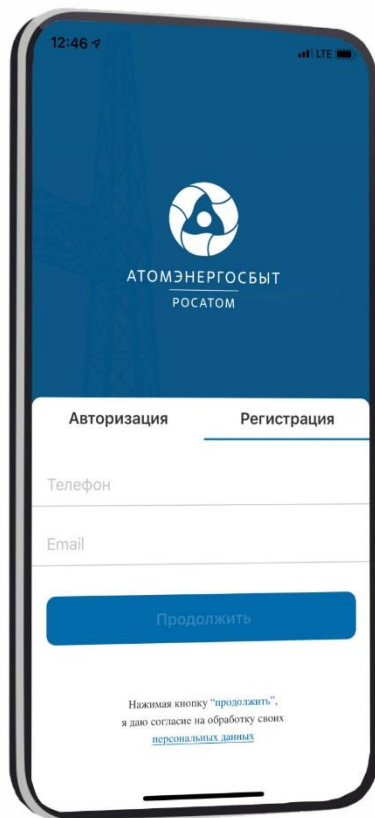 12:46
LTE
АТОМЭНЕРГОСБЫТ
РОСАТОМ
Авторизация Регистрация
Телефон
Email
Продолжить
Нажимая кнопку “продолжить”,
я даю согласие на обработку своих
персональных данных